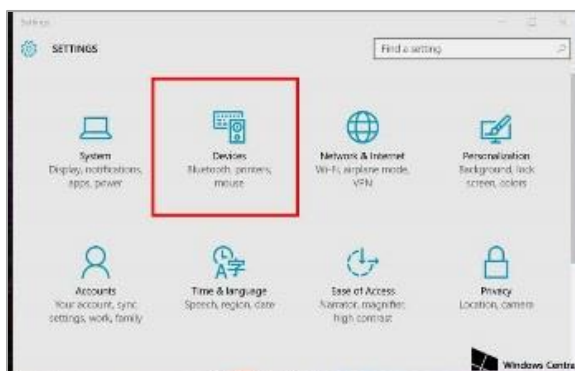 Settings
SETTINGS
Find a setting
System
Display, notifications,
apps, power
Devices
Bluetooth, printers,
mouse
Network & Internet
Wi-Fi, airplane mode,
VPN
Personalization
Background, lock
screen, colors
Accounts
Your account, sync
settings, work, family
Time & language
Speech, region, date
Ease of Access
Narrator, magnifier,
high contrast
Privacy
Location, camera
字
Windows Centra